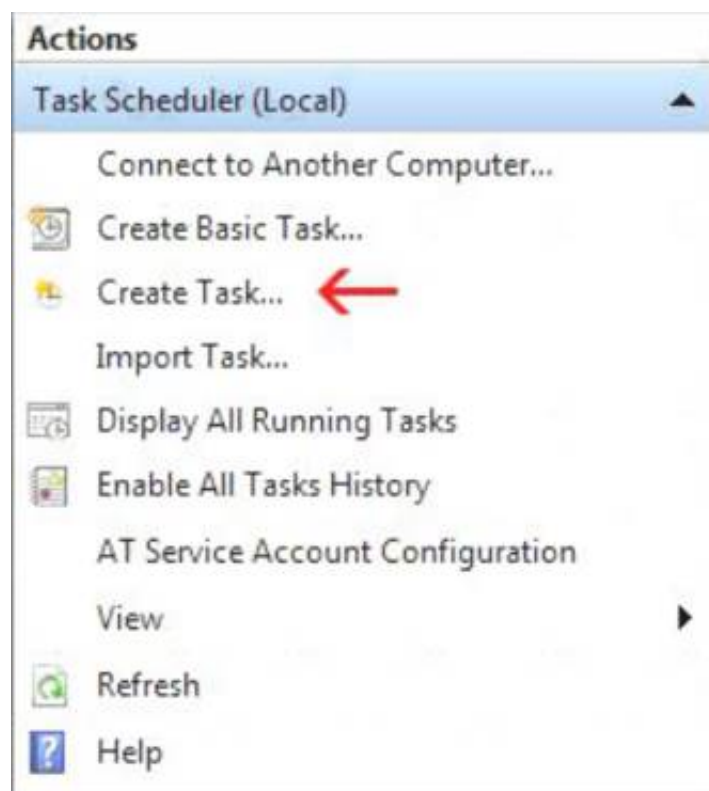 Actions
Task Scheduler (Local)
Connect to Another Computer...
Create Basic Task...
Create Task...
Import Task...
Display All Running Tasks
Enable All Tasks History
AT Service Account Configuration
View
Refresh
Help